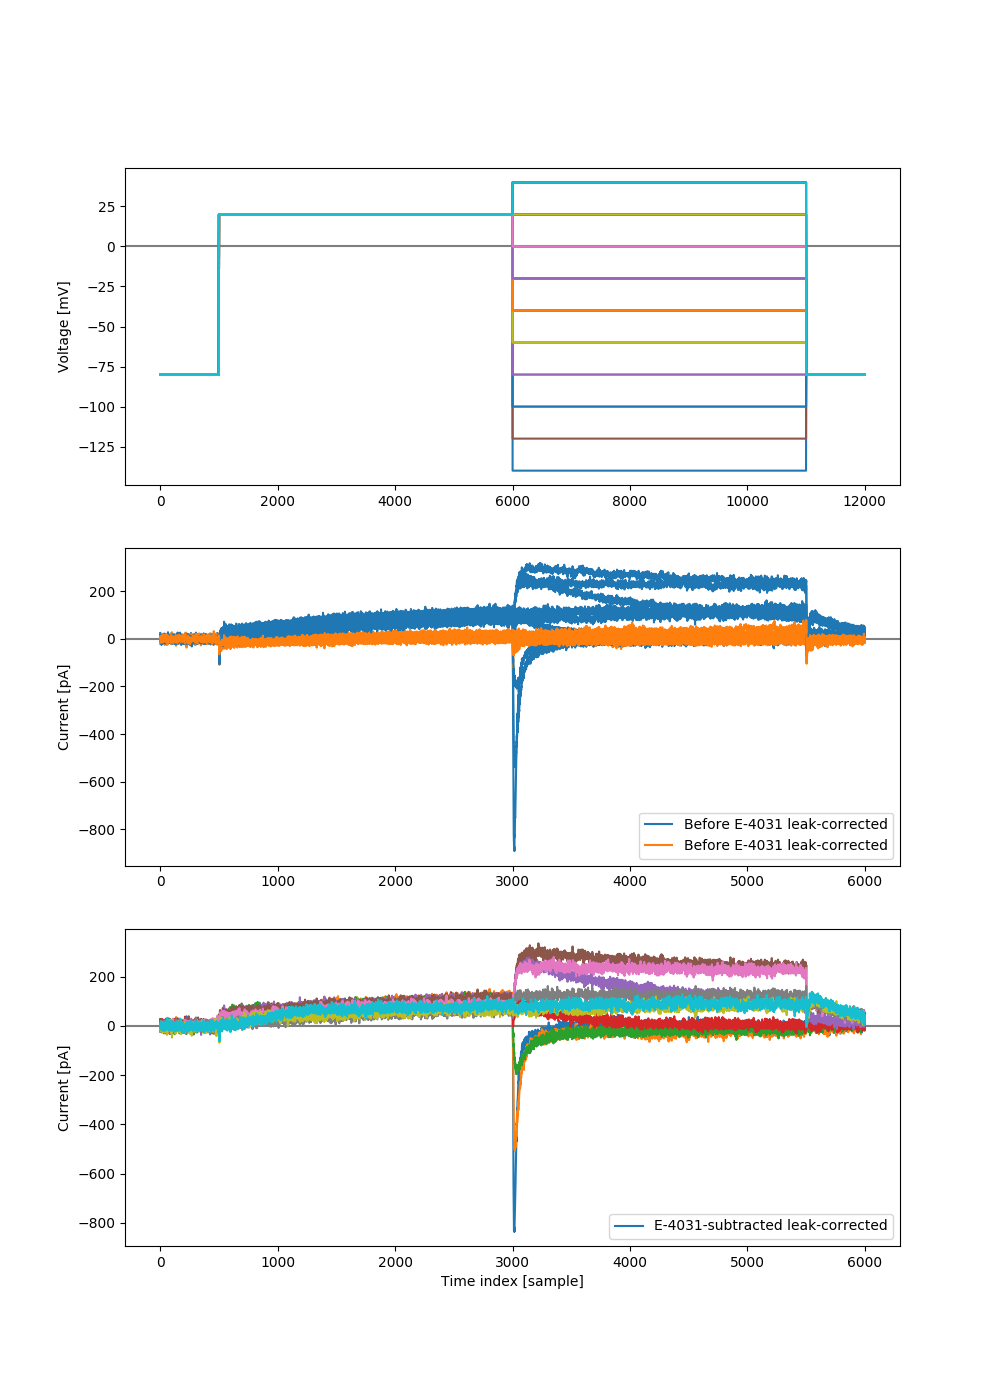 25
0
−25
−50
−75
−100
−125
Voltage [mV]
0 2000 4000 6000 8000 10000 12000
200
0
−200
−400
−600
−800
Current [pA]
Before E-4031 leak-corrected
Before E-4031 leak-corrected
0 1000 2000 3000 4000 5000 6000
200
0
−200
−400
−600
−800
Current [pA]
E-4031-subtracted leak-corrected
0 1000 2000 3000 4000 5000 6000
Time index [sample]